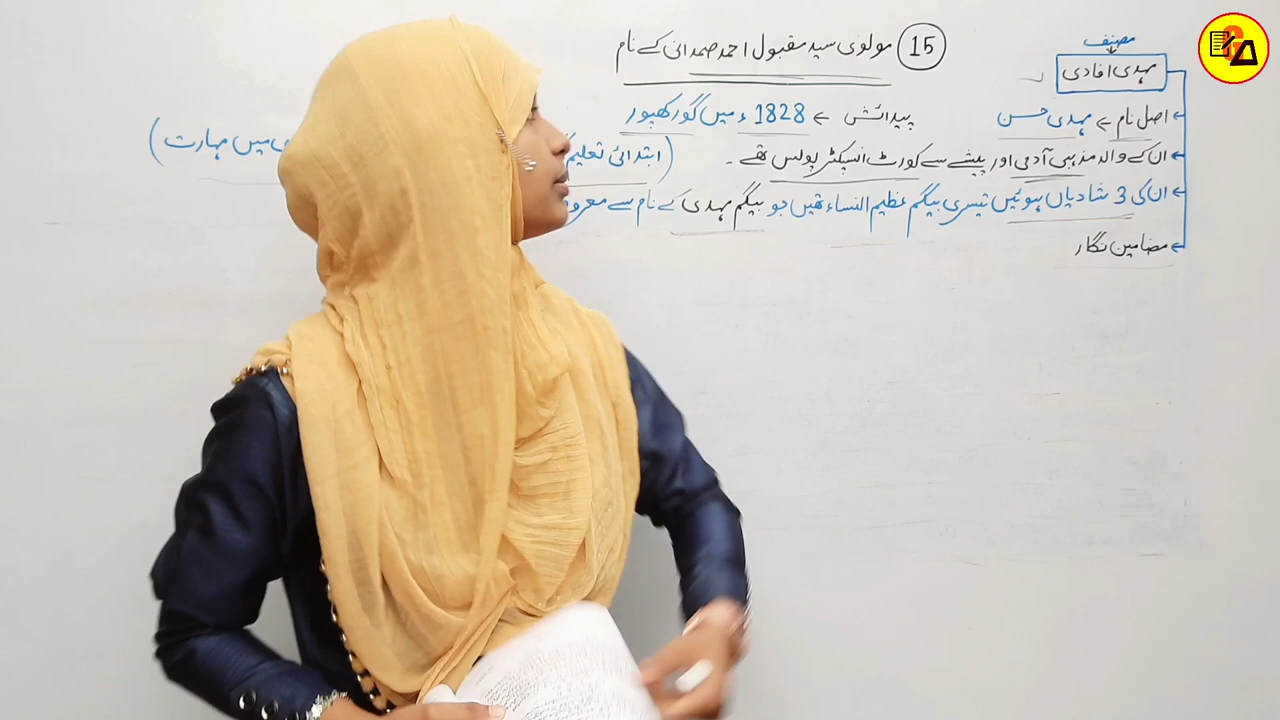 15 مولوی سید مقبول احمد صمدانی کے نام
مصنف
مہدی افادی
اصل نام ← مہدی حسن
پیدائش ← 1828ء میں گورکھپور
ان کے والد مذہبی آدمی اور پیشے سے کورٹ انسپکٹر پولس تھے۔
(ابتدائی تعلیم
ی میں مہارت)
ان کی 3 شادیاں ہوئیں تیسری بیگم عظیم النساء تھیں جو بیگم مہدی کے نام سے
مضامین نگار